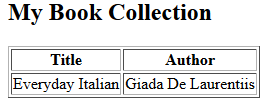 My Book Collection
Title Author
Everyday Italian Giada De Laurentiis